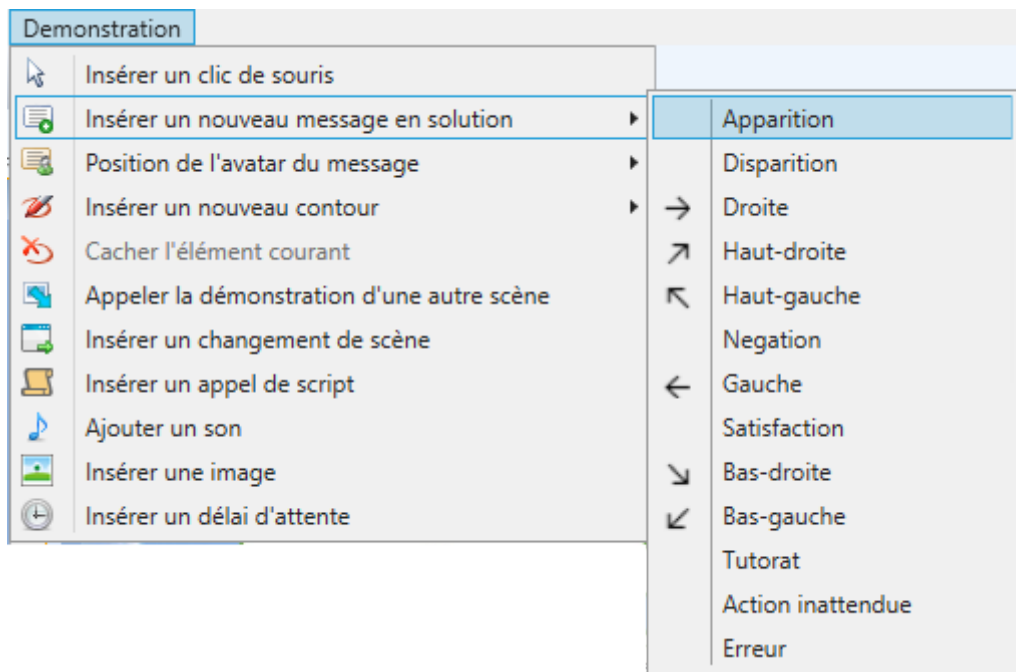 Demonstration
Insérer un clic de souris
Insérer un nouveau message en solution
Position de l'avatar du message
Insérer un nouveau contour
Cacher l'élément courant
Appeler la démonstration d'une autre scène
Insérer un changement de scène
Insérer un appel de script
Ajouter un son
Insérer une image
Insérer un délai d'attente
Apparition
Disparition
Droite
Haut-droite
Haut-gauche
Negation
Gauche
Satisfaction
Bas-droite
Bas-gauche
Tutorat
Action inattendue
Erreur